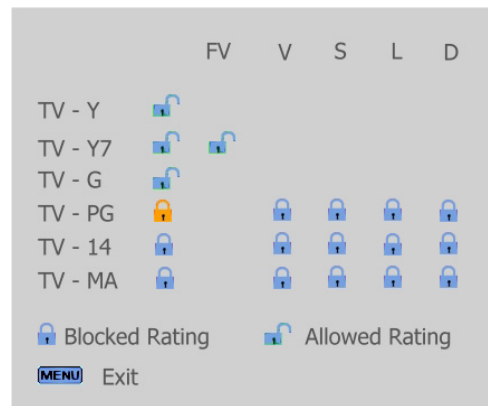 FV V S L D
TV - Y
TV - Y7
TV - G
TV - PG
TV - 14
TV - MA
Blocked Rating Allowed Rating
MENU Exit